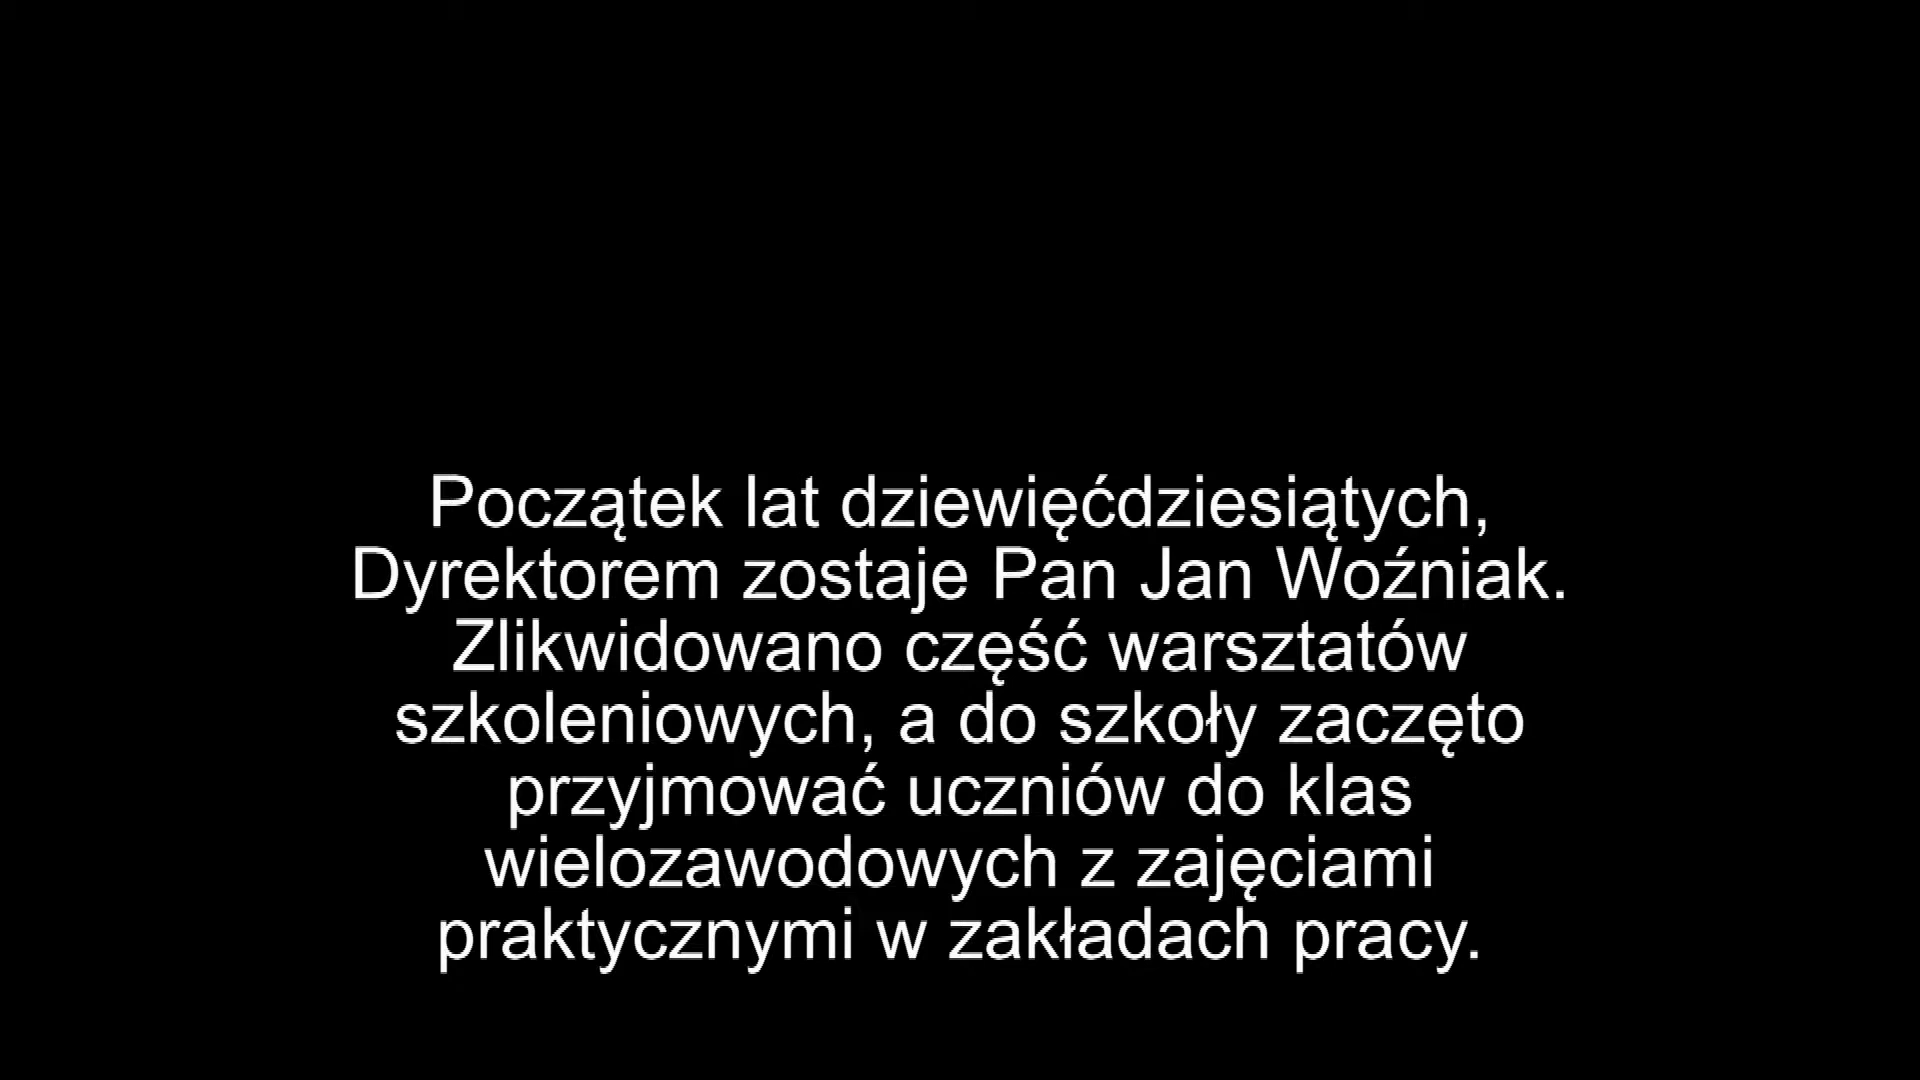 Początek lat dziewięćdziesiątych,
Dyrektorem zostaje Pan Jan Woźniak.
Zlikwidowano część warsztatów
szkoleniowych, a do szkoły zaczęto
przyjmować uczniów do klas
wielozawodowych z zajęciami
praktycznymi w zakładach pracy.